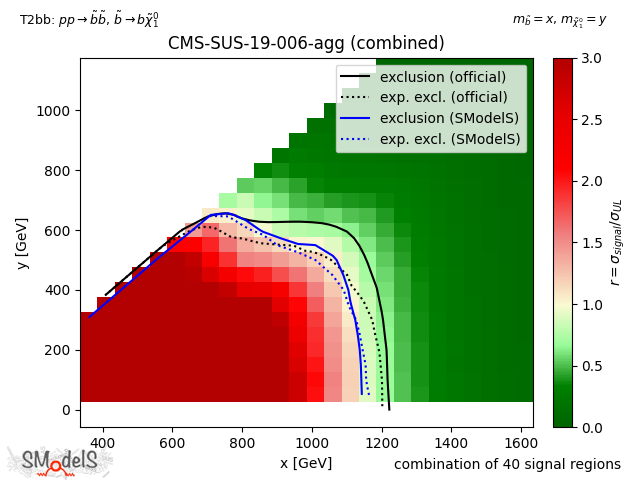 T2bb: pp → b̃b̃, b̃ → bχ̃₁⁰
m_b̃ = x, m_χ̃₁⁰ = y
CMS-SUS-19-006-agg (combined)
exclusion (official)
exp. excl. (official)
exclusion (SModelS)
exp. excl. (SModelS)
y [GeV]
1000
800
600
400
200
0
400 600 800 1000 1200 1400 1600
x [GeV]
3.0
2.5
2.0
1.5
1.0
0.5
0.0
r = σ_signal/σ_UL
SModelS
combination of 40 signal regions